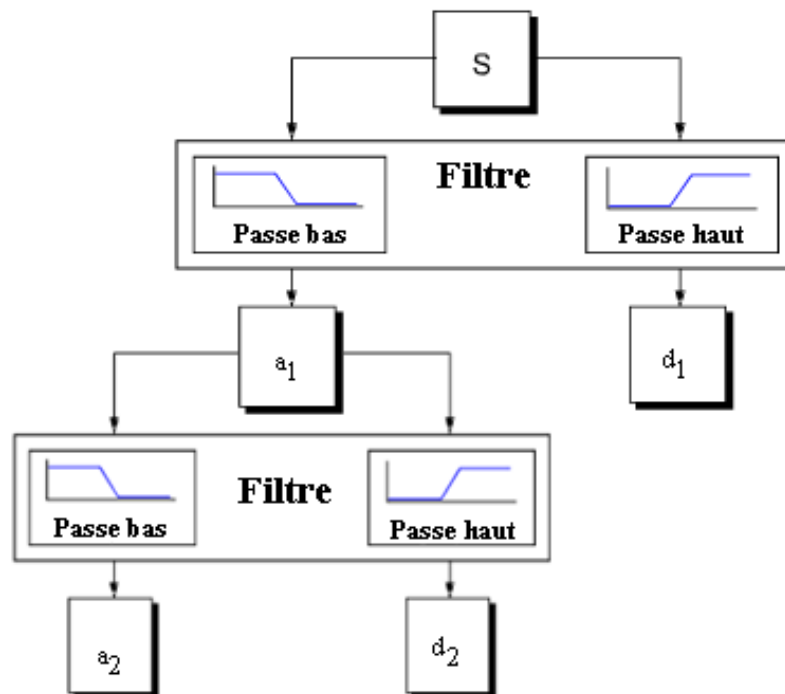 S
Filtre
Passe bas
Passe haut
a1
d1
Filtre
Passe bas
Passe haut
a2
d2